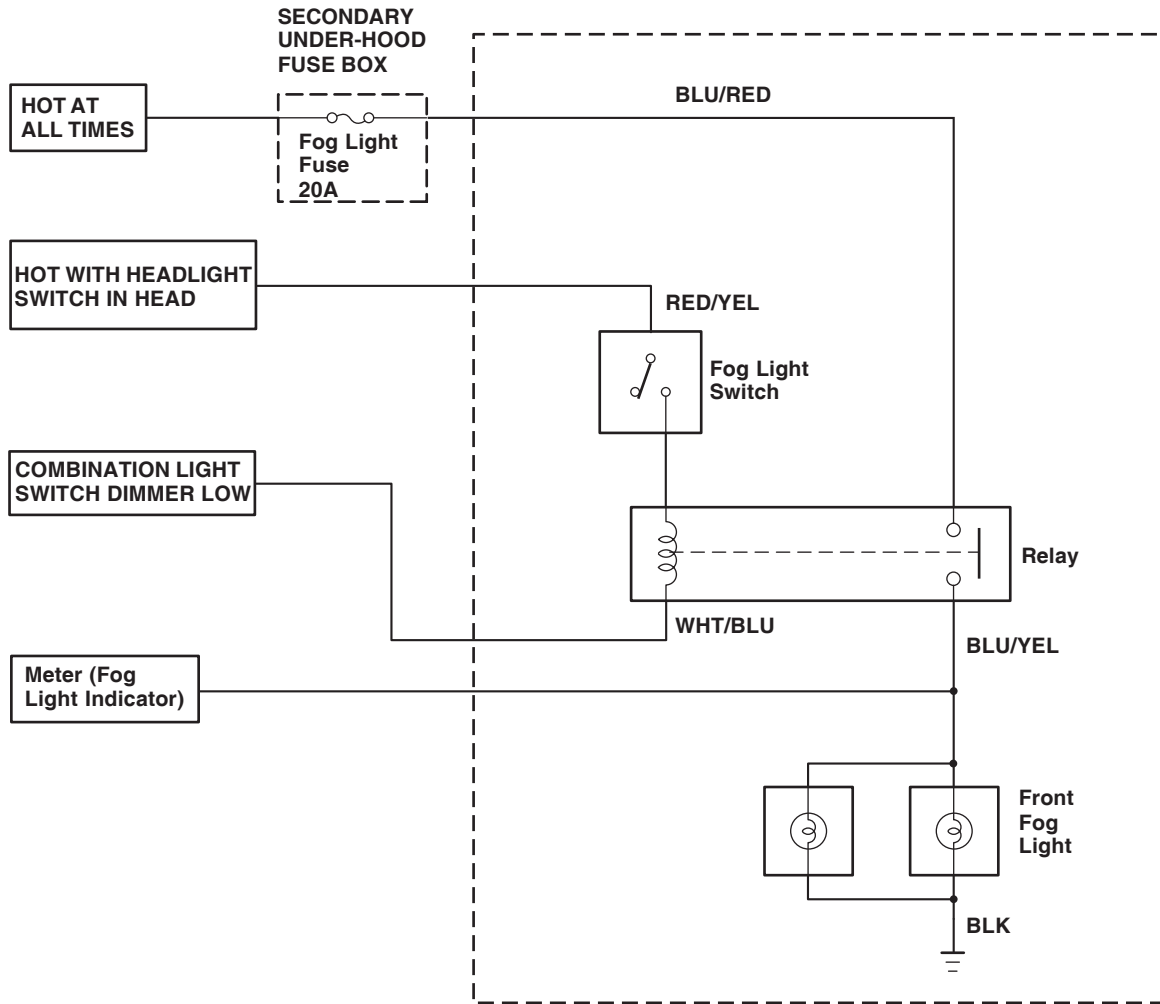 SECONDARY
UNDER-HOOD
FUSE BOX
HOT AT
ALL TIMES
BLU/RED
Fog Light
Fuse
20A
HOT WITH HEADLIGHT
SWITCH IN HEAD
RED/YEL
Fog Light
Switch
COMBINATION LIGHT
SWITCH DIMMER LOW
Relay
WHT/BLU
BLU/YEL
Meter (Fog
Light Indicator)
Front
Fog
Light
BLK